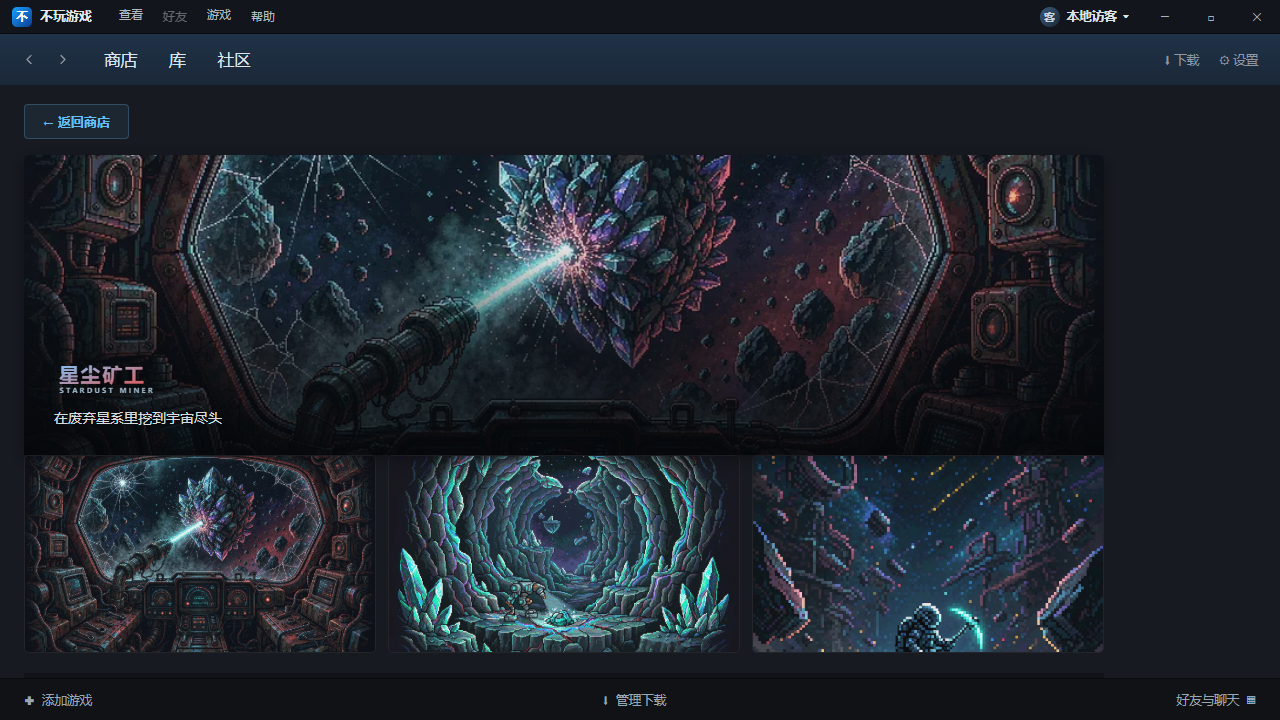 不 不玩游戏 查看 好友 游戏 帮助 客 本地访客
商店 库 社区 下载 设置
← 返回商店
星尘矿工
STARDUST MINER
在废弃星系里挖到宇宙尽头
添加游戏 管理下载 好友与聊天